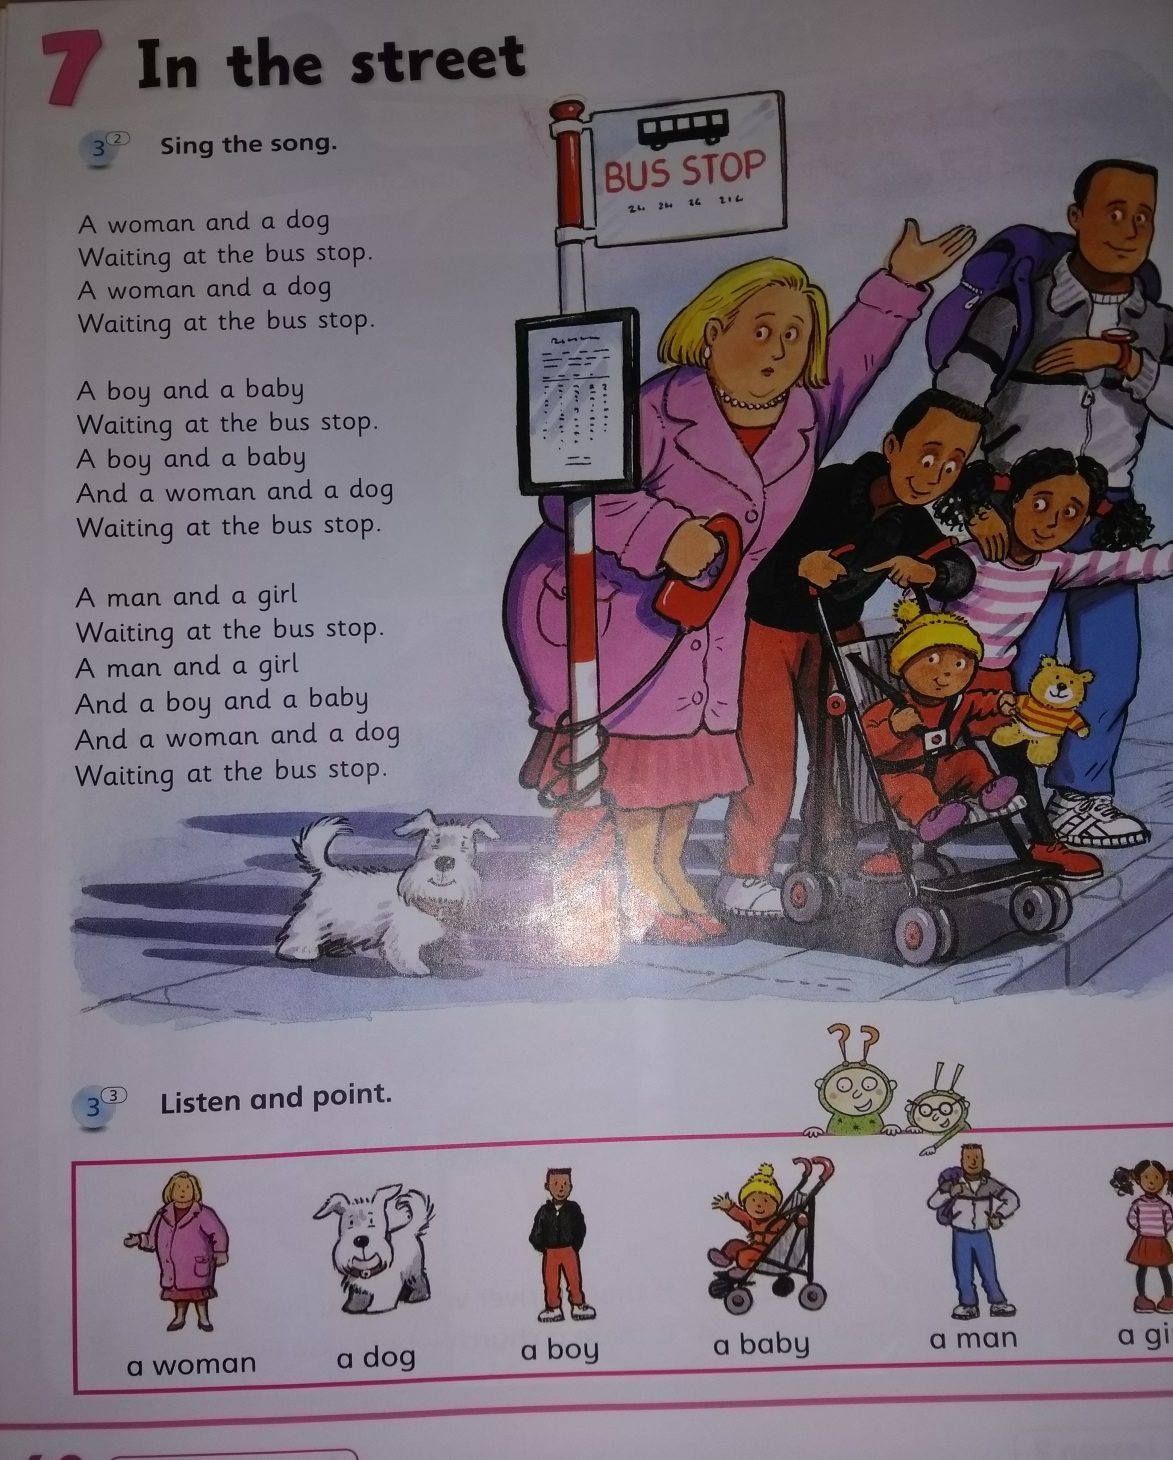 7 In the street
3 2 Sing the song.
A woman and a dog
Waiting at the bus stop.
A woman and a dog
Waiting at the bus stop.
A boy and a baby
Waiting at the bus stop.
A boy and a baby
And a woman and a dog
Waiting at the bus stop.
A man and a girl
Waiting at the bus stop.
A man and a girl
And a boy and a baby
And a woman and a dog
Waiting at the bus stop.
BUS STOP
3 3 Listen and point.
? ?
a woman
a dog
a boy
a baby
a man
a gi